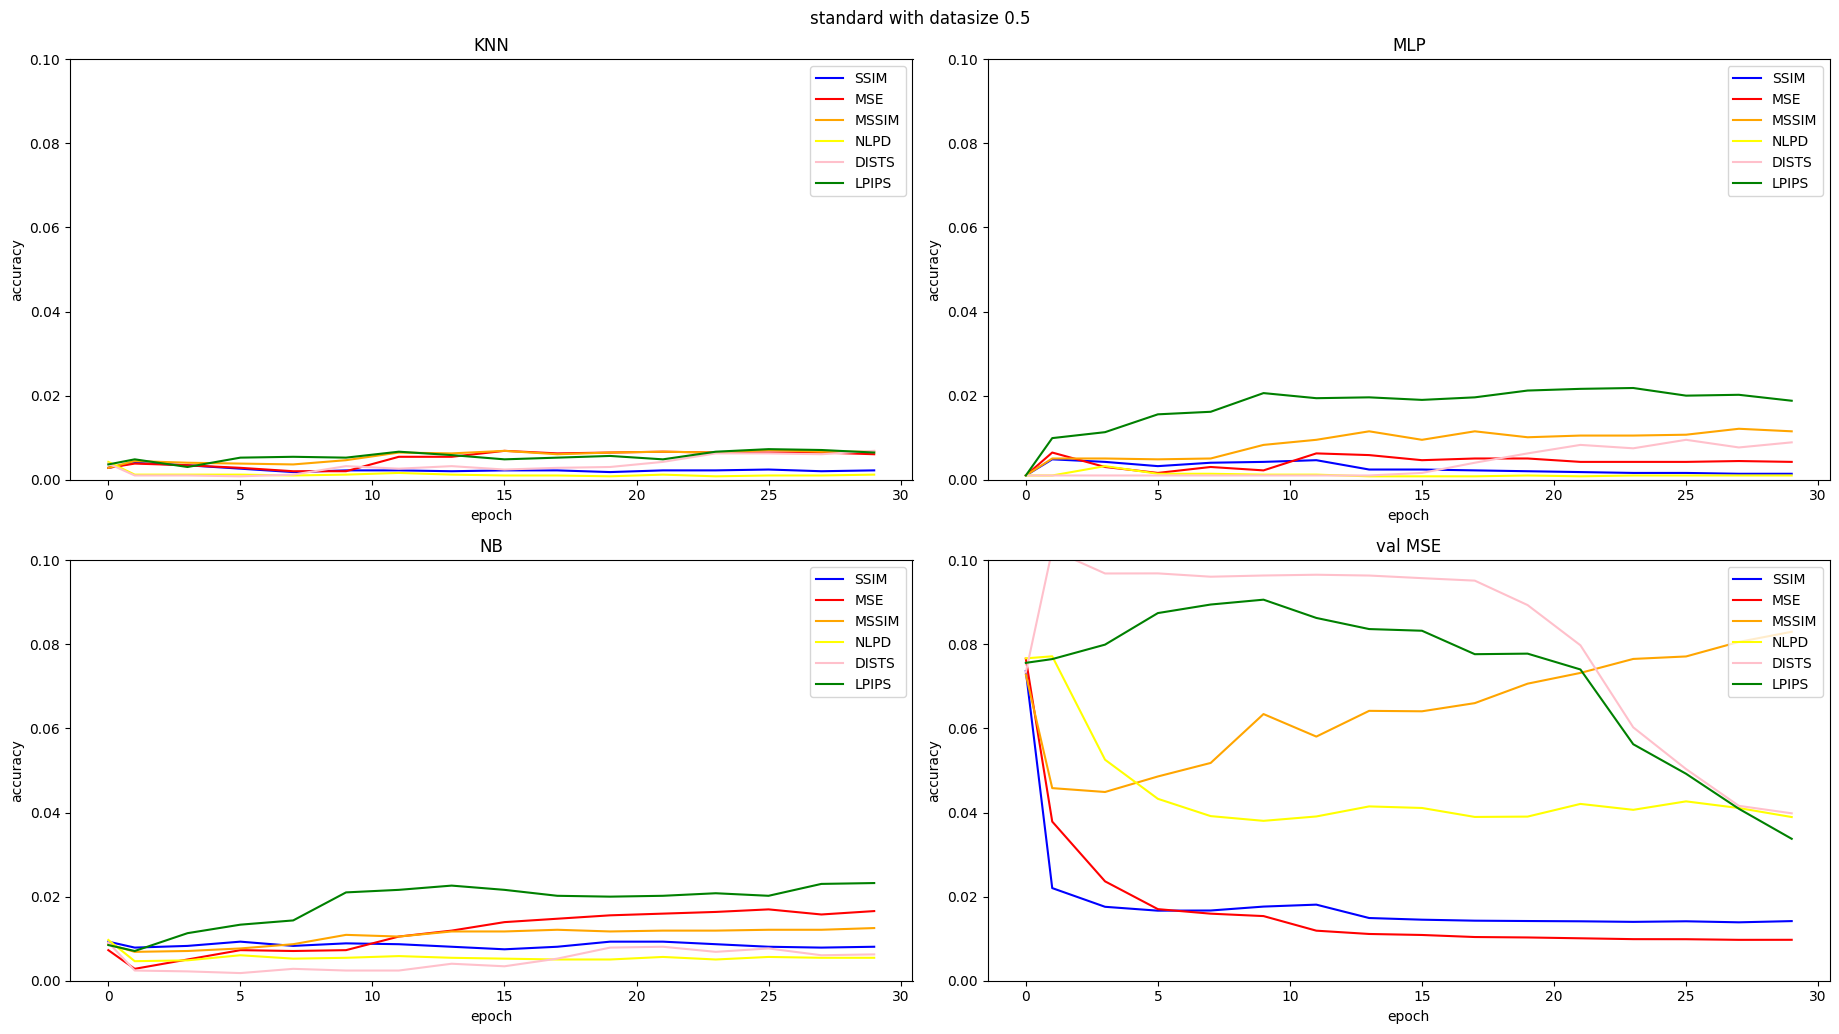 standard with datasize 0.5
KNN
0.10
0.08
0.06
0.04
0.02
0.00
accuracy
0
5
10
15
20
25
30
epoch
SSIM
MSE
MSSIM
NLPD
DISTS
LPIPS
MLP
0.10
0.08
0.06
0.04
0.02
0.00
accuracy
0
5
10
15
20
25
30
epoch
SSIM
MSE
MSSIM
NLPD
DISTS
LPIPS
NB
0.10
0.08
0.06
0.04
0.02
0.00
accuracy
0
5
10
15
20
25
30
epoch
SSIM
MSE
MSSIM
NLPD
DISTS
LPIPS
val MSE
0.10
0.08
0.06
0.04
0.02
0.00
accuracy
0
5
10
15
20
25
30
epoch
SSIM
MSE
MSSIM
NLPD
DISTS
LPIPS